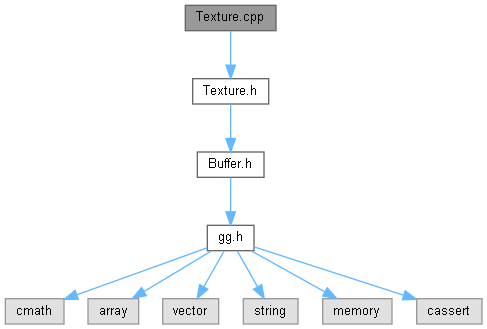 Texture.cpp
Texture.h
Buffer.h
gg.h
cmath
array
vector
string
memory
cassert